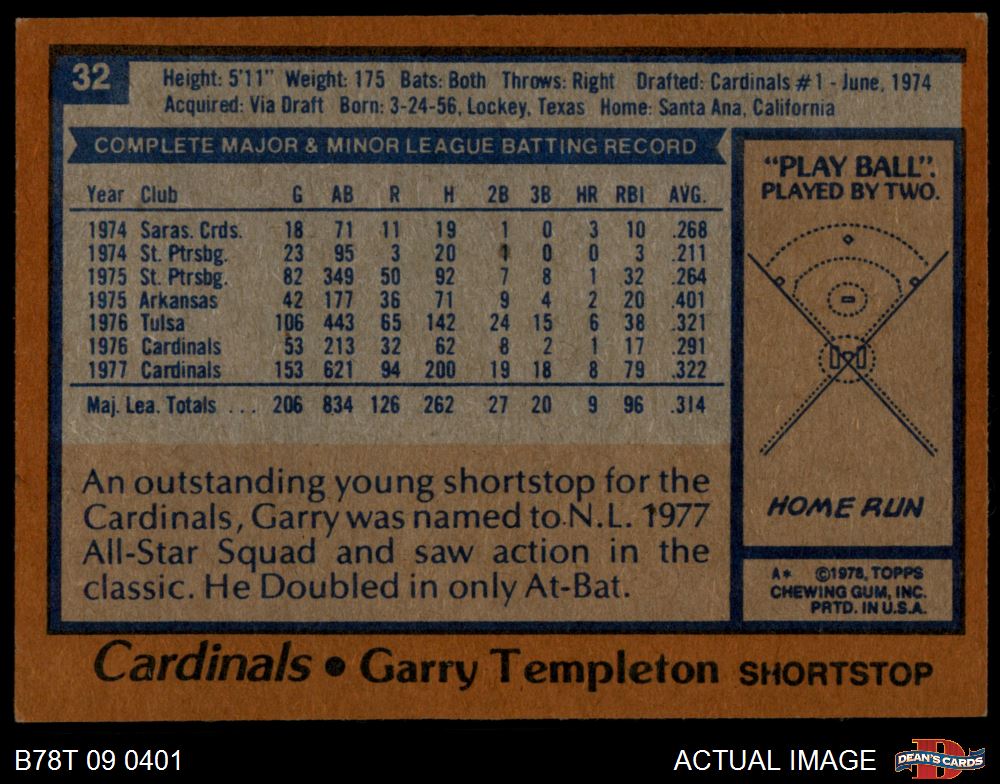 32
Height: 5'11" Weight: 175 Bats: Both Throws: Right Drafted: Cardinals #1 - June, 1974
Acquired: Via Draft Born: 3-24-56, Lockey, Texas Home: Santa Ana, California
COMPLETE MAJOR & MINOR LEAGUE BATTING RECORD
Year Club G AB R H 2B 3B HR RBI AVG.
1974 Saras. Crds. 18 71 11 19 1 0 3 10 .268
1974 St. Ptrsbg. 23 95 3 20 1 0 0 3 .211
1975 St. Ptrsbg. 82 349 50 92 7 8 1 32 .264
1975 Arkansas 42 177 36 71 9 4 2 20 .401
1976 Tulsa 106 443 65 142 24 15 6 38 .321
1976 Cardinals 53 213 32 62 8 2 1 17 .291
1977 Cardinals 153 621 94 200 19 18 8 79 .322
Maj. Lea. Totals ... 206 834 126 262 27 20 9 96 .314
An outstanding young shortstop for the
Cardinals, Garry was named to N.L. 1977
All-Star Squad and saw action in the
classic. He Doubled in only At-Bat.
"PLAY BALL".
PLAYED BY TWO.
HOME RUN
A* ©1978, TOPPS
CHEWING GUM, INC.
PRTD. IN U.S.A.
Cardinals • Garry Templeton SHORTSTOP
B78T 09 0401
ACTUAL IMAGE
D
DEAN'S CARDS